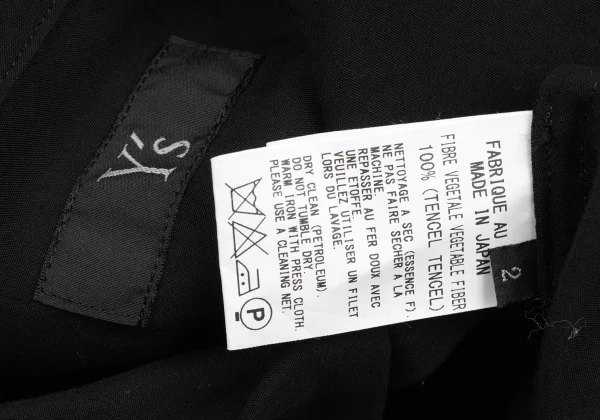 Y's
2
FABRIQUE AU
MADE IN JAPAN
FIBRE VEGETALE VEGETABLE FIBER
100% (TENCEL TENCEL)
NETTOYAGE A SEC (ESSENCE F).
NE PAS FAIRE SECHER A LA
MACHINE.
REPASSER AU FER DOUX AVEC
UNE ETOFFE.
VEUILLEZ UTILISER UN FILET
LORS DU LAVAGE.
DRY CLEAN (PETROLEUM).
DO NOT TUMBLE DRY.
WARM IRON WITH PRESS CLOTH.
PLEASE USE A CLEANING NET.
P